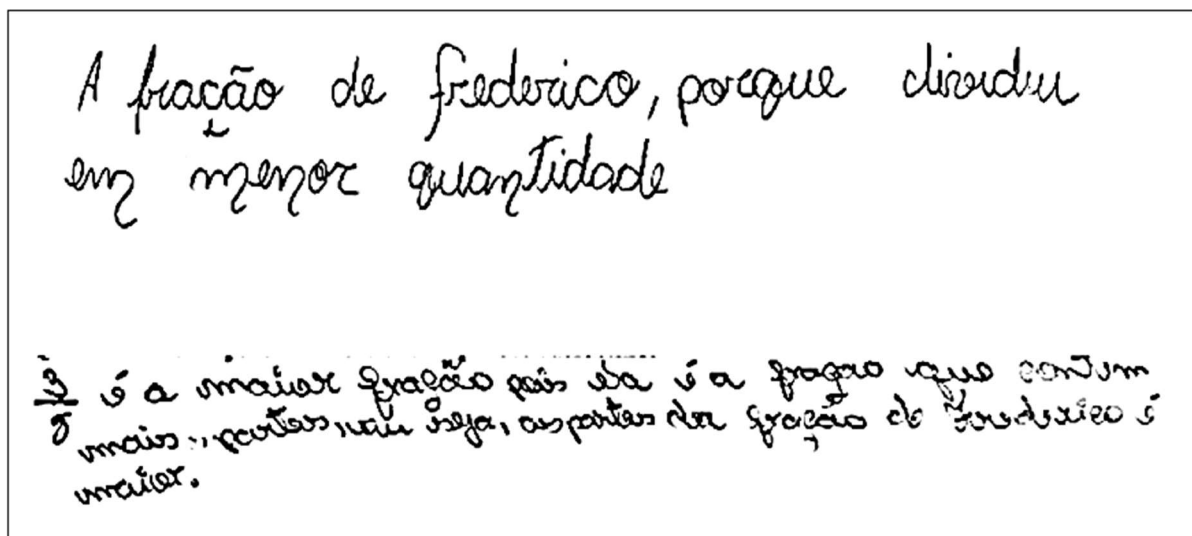 A fração de frederico, porque dividiu
em menor quantidade
é a maior fração pois ela é a fração que contem
mais partes, ou seja, as partes da fração de Frederico é
maior.